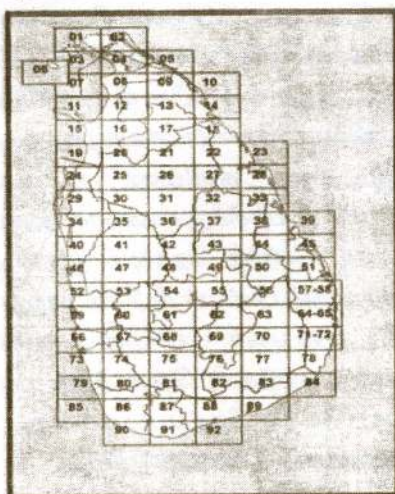 01 02
03 04 05
06
07 08 09 10
11 12 13 14
15 16 17 18
19 20 21 22 23
24 25 26 27 28
29 30 31 32 33
34 35 36 37 38 39
40 41 42 43 44 45
46 47 48 49 50 51
52 53 54 55 56 57-58
59 60 61 62 63 64-65
66 67 68 69 70 71-72
73 74 75 76 77 78
79 80 81 82 83 84
85 86 87 88 89
90 91 92